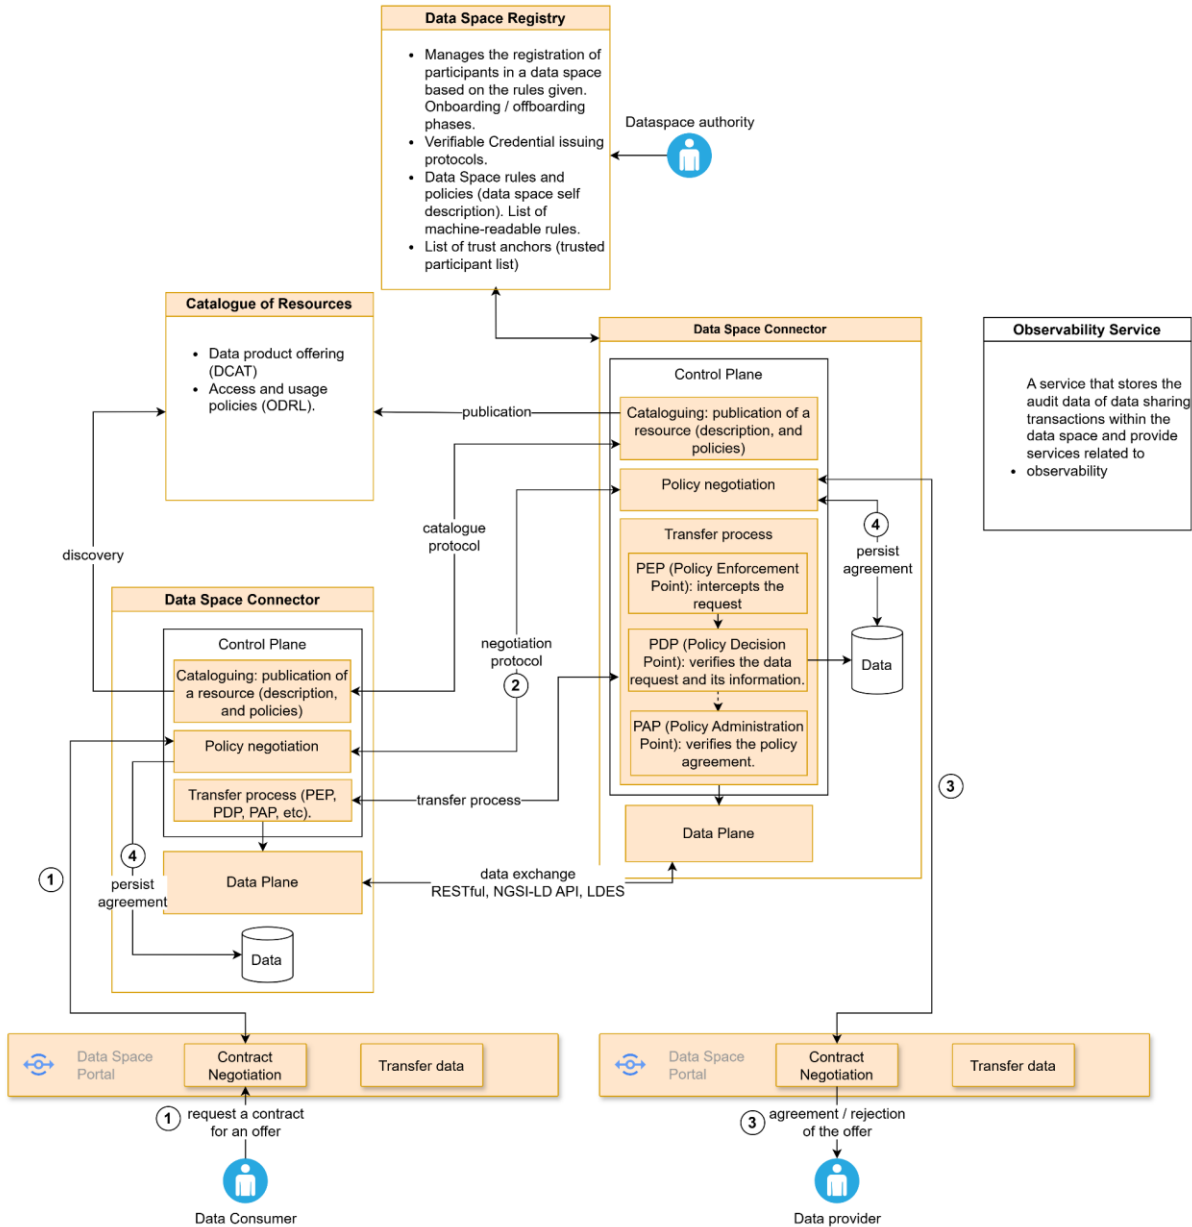 Data Space Registry
• Manages the registration of
participants in a data space
based on the rules given.
Onboarding / offboarding
phases.
• Verifiable Credential issuing
protocols.
• Data Space rules and
policies (data space self
description). List of
machine-readable rules.
• List of trust anchors (trusted
participant list)
Dataspace authority
Catalogue of Resources
• Data product offering
(DCAT)
• Access and usage
policies (ODRL).
publication
discovery
catalogue
protocol
negotiation
protocol
2
transfer process
data exchange
RESTful, NGSI-LD API, LDES
Data Space Connector
Control Plane
Cataloguing: publication of a
resource (description, and
policies)
Policy negotiation
4
persist
agreement
Transfer process
PEP (Policy Enforcement
Point): intercepts the
request
PDP (Policy Decision
Point): verifies the data
request and its information.
PAP (Policy Administration
Point): verifies the policy
agreement.
Data
Data Plane
Observability Service
A service that stores the
audit data of data sharing
transactions within the
data space and provide
services related to
• observability
Data Space Connector
Control Plane
Cataloguing: publication of
a resource (description,
and policies)
Policy negotiation
Transfer process (PEP,
PDP, PAP, etc).
4
persist
agreement
Data Plane
Data
1
3
Data Space
Portal
Contract
Negotiation
Transfer data
1
request a contract
for an offer
Data Consumer
Data Space
Portal
Contract
Negotiation
Transfer data
3
agreement / rejection
of the offer
Data provider